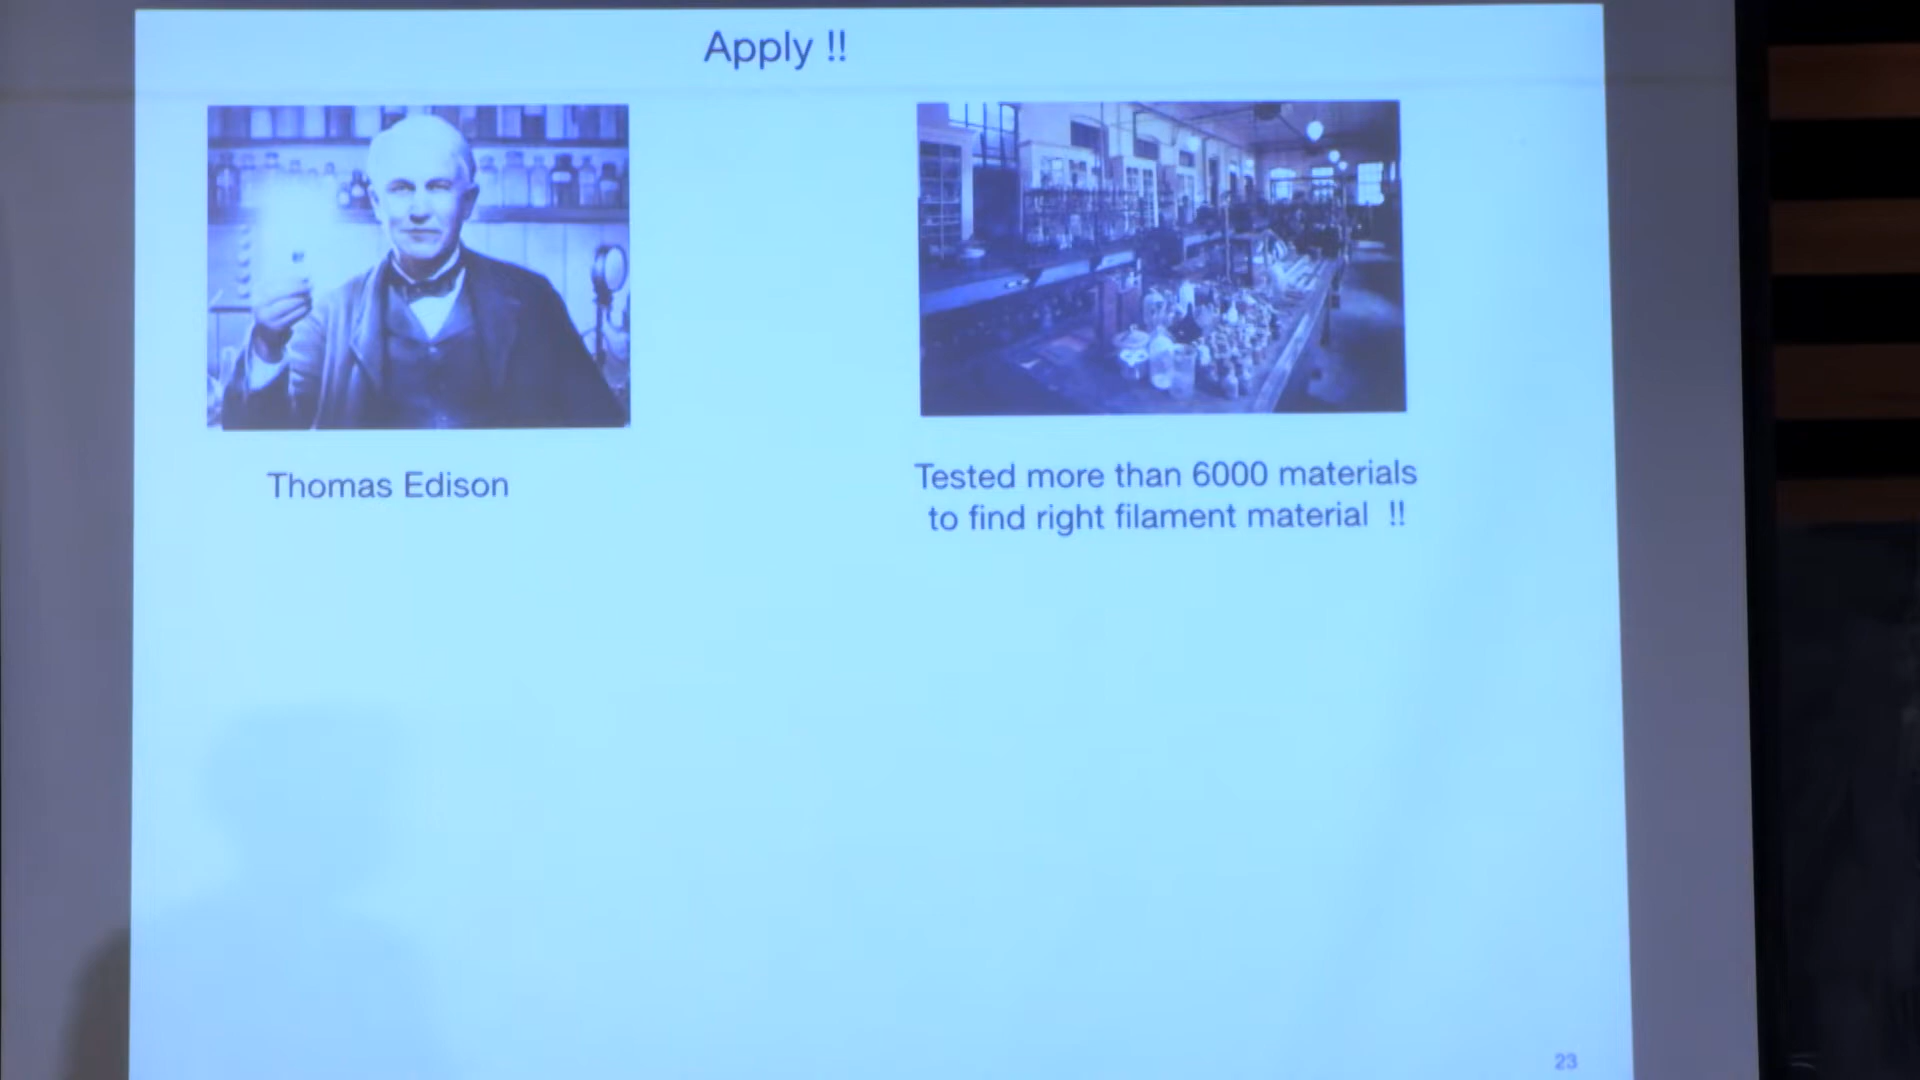 Apply !!
Thomas Edison
Tested more than 6000 materials
to find right filament material !!
23